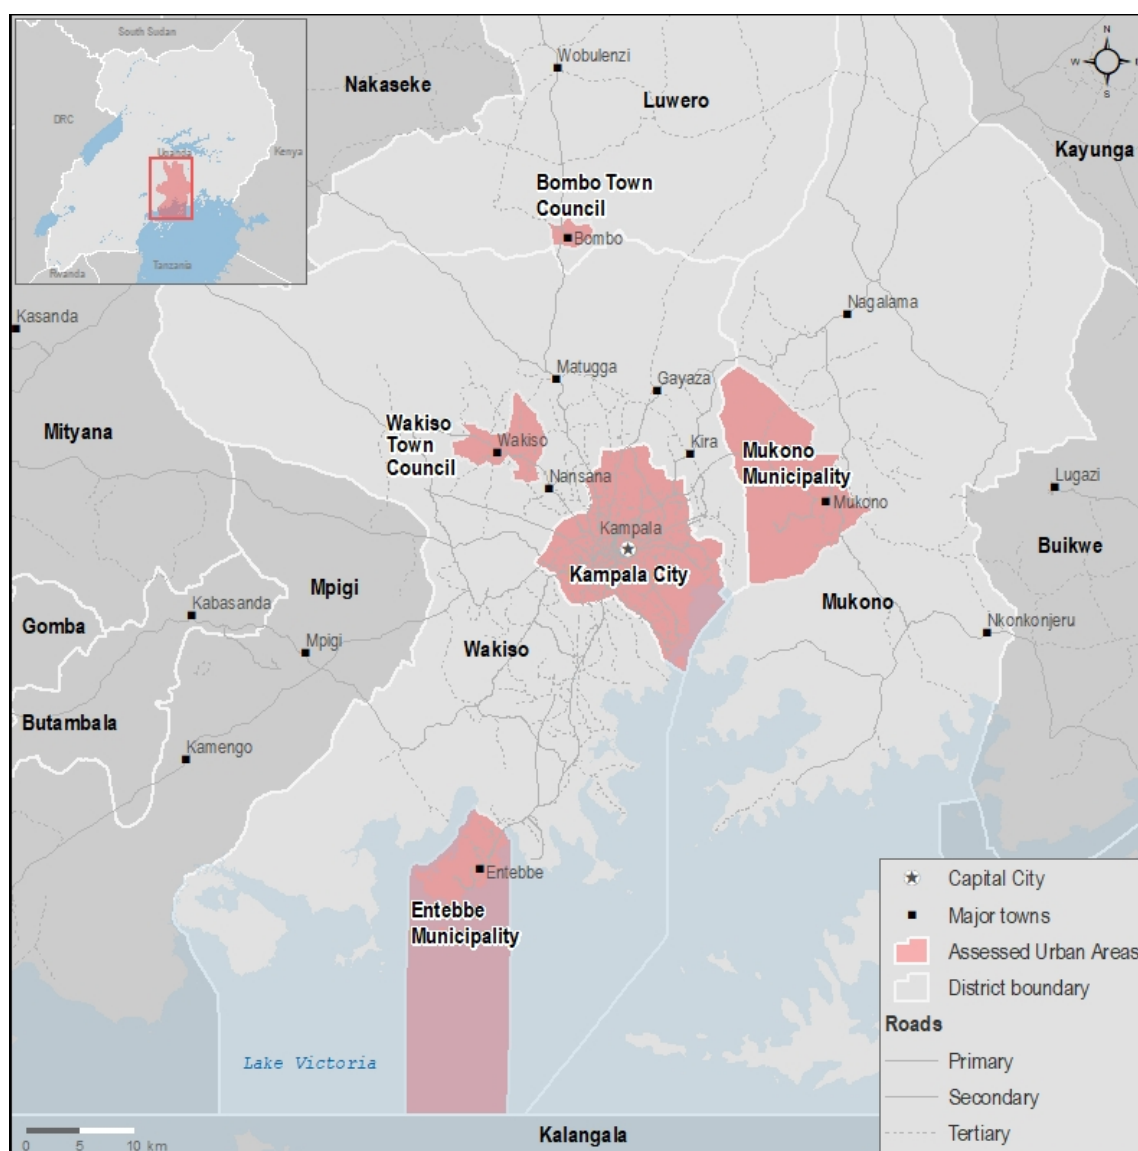 South Sudan
DRC
Uganda
Kenya
Rwanda
Tanzania
N
W
S
Wobulenzi
Nakaseke
Luwero
Kayunga
Bombo Town
Council
Bombo
Kasanda
Nagalama
Matugga
Gayaza
Mityana
Wakiso
Town
Council
Wakiso
Kira
Mukono
Municipality
Mukono
Lugazi
Nansana
Kampala
Kampala City
Buikwe
Mpigi
Kabasanda
Gomba
Mpigi
Wakiso
Mukono
Nkonkonjeru
Butambala
Kamengo
Entebbe
Entebbe
Municipality
Lake Victoria
Kalangala
0 5 10 km
Capital City
Major towns
Assessed Urban Areas
District boundary
Roads
Primary
Secondary
Tertiary